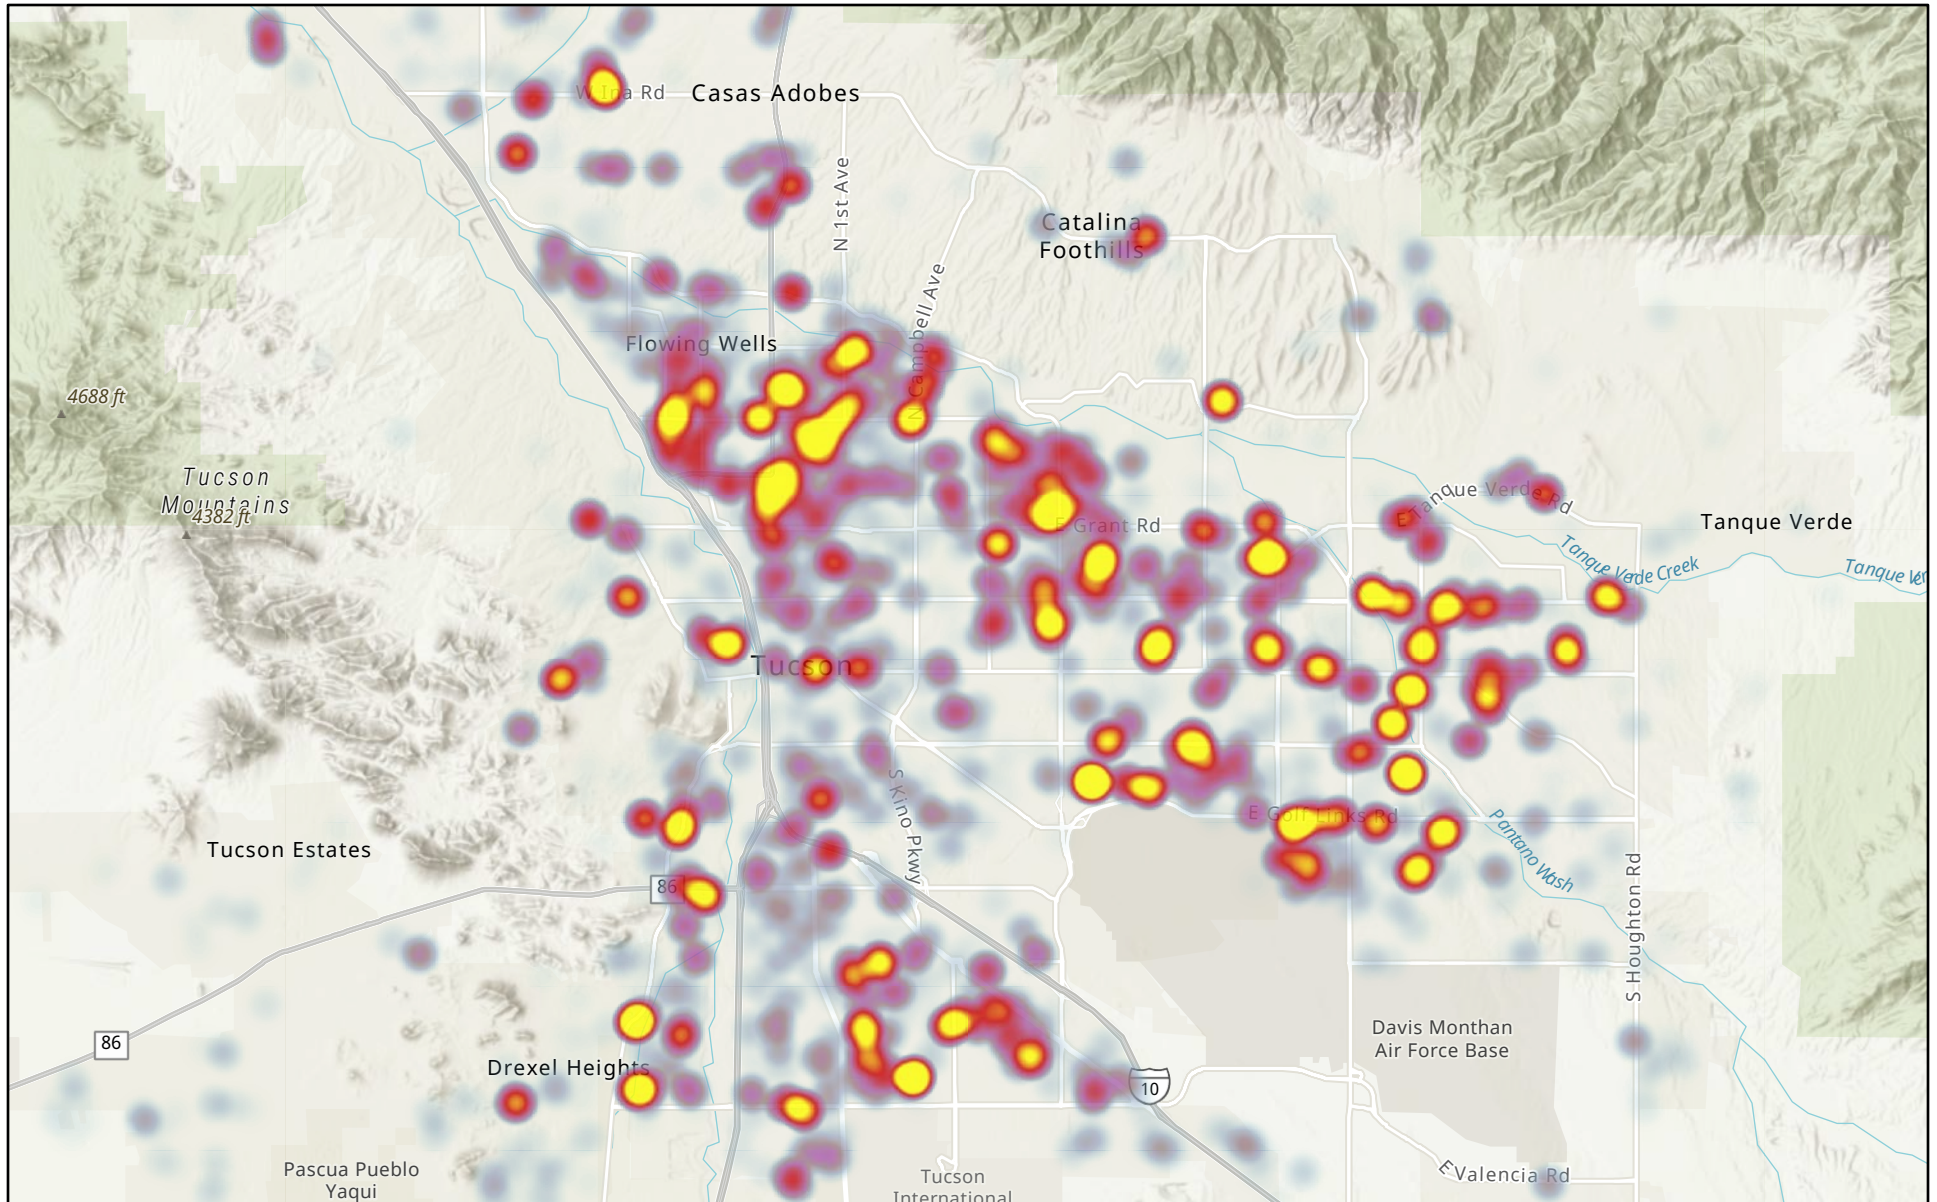 W Ina Rd
Casas Adobes
N 1st Ave
Catalina
Foothills
N Campbell Ave
Flowing Wells
4688 ft
Tucson
Mountains
4382 ft
E Tanque Verde Rd
E Grant Rd
Tanque Verde
Tanque Verde Creek
Tanque Ver
Tucson
S Kino Pkwy
E Golf Links Rd
Pantano Wash
Tucson Estates
86
S Houghton Rd
86
Davis Monthan
Air Force Base
Drexel Heights
10
Pascua Pueblo
Yaqui
Tucson
International
E Valencia Rd